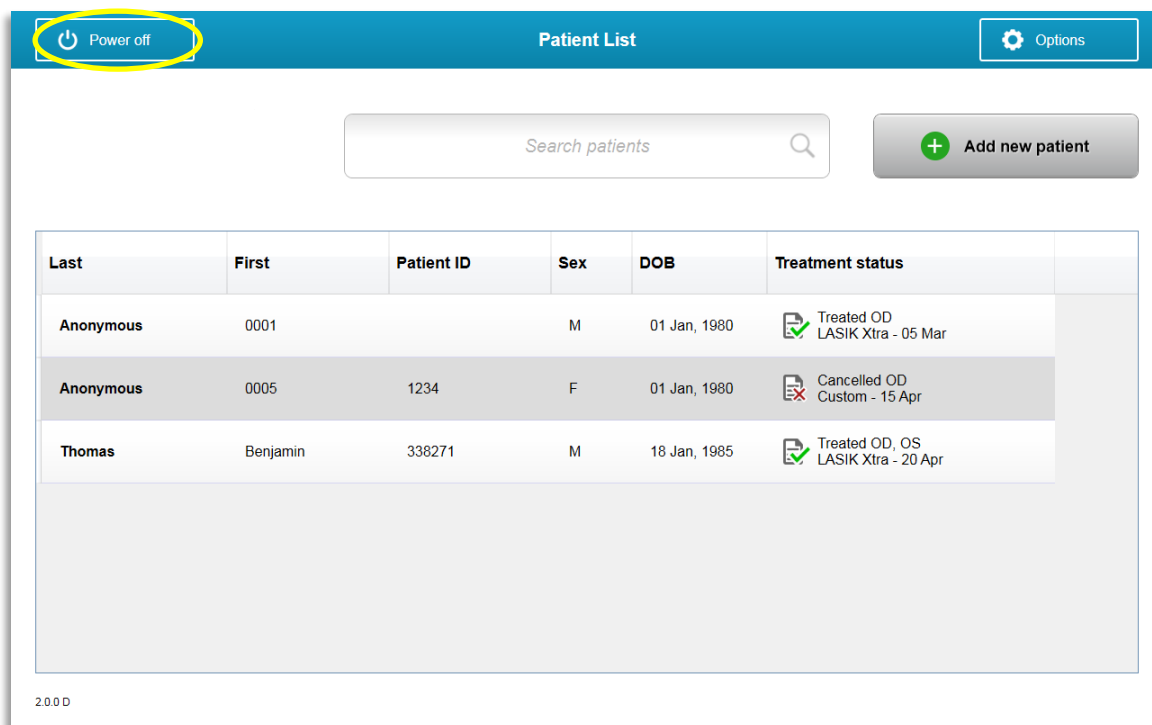 Power off
Patient List
Options
Search patients
Add new patient
Last First Patient ID Sex DOB Treatment status
Anonymous 0001 M 01 Jan, 1980 Treated OD
LASIK Xtra - 05 Mar
Anonymous 0005 1234 F 01 Jan, 1980 Cancelled OD
Custom - 15 Apr
Thomas Benjamin 338271 M 18 Jan, 1985 Treated OD, OS
LASIK Xtra - 20 Apr
2.0.0 D